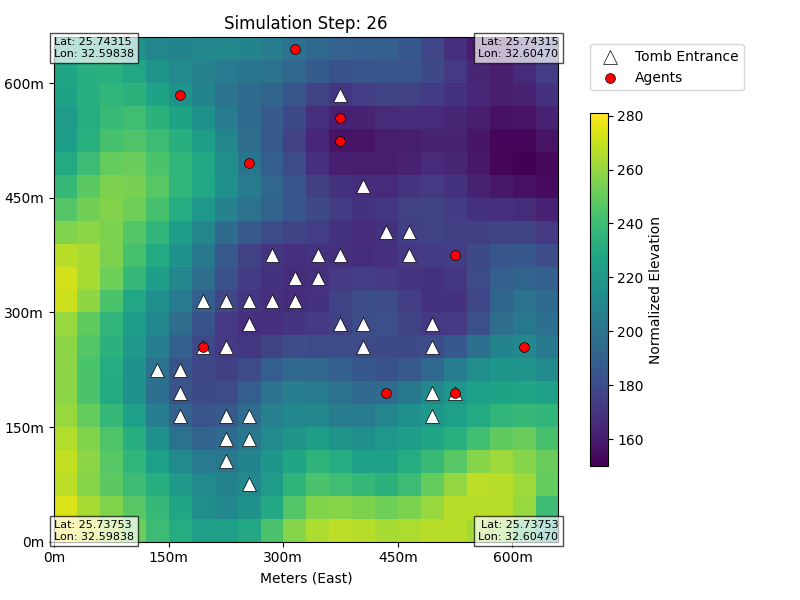 Simulation Step: 26
Lat: 25.74315
Lon: 32.59838
Lat: 25.74315
Lon: 32.60470
Tomb Entrance
Agents
600m
450m
300m
150m
0m
Lat: 25.73753
Lon: 32.59838
Lat: 25.73753
Lon: 32.60470
0m
150m
300m
450m
600m
Meters (East)
280
260
240
220
200
180
160
Normalized Elevation